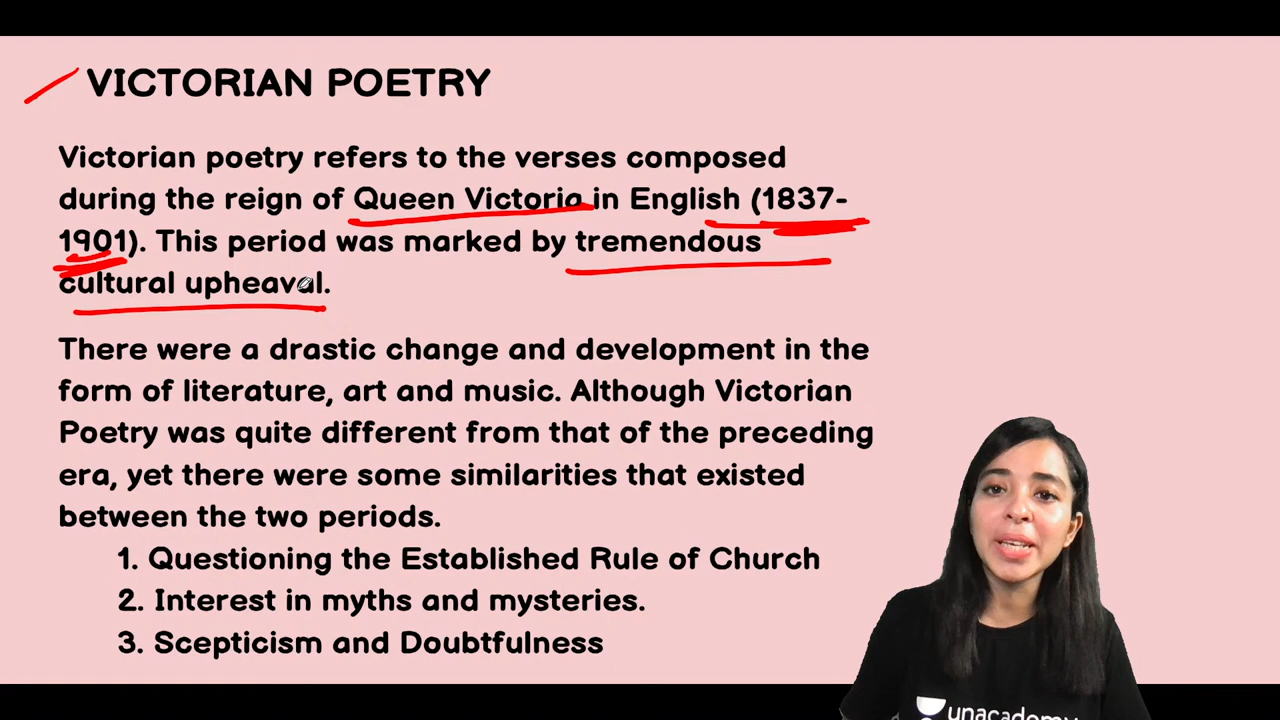 VICTORIAN POETRY
Victorian poetry refers to the verses composed
during the reign of Queen Victoria in English (1837-
1901). This period was marked by tremendous
cultural upheaval.
There were a drastic change and development in the
form of literature, art and music. Although Victorian
Poetry was quite different from that of the preceding
era, yet there were some similarities that existed
between the two periods.
1. Questioning the Established Rule of Church
2. Interest in myths and mysteries.
3. Scepticism and Doubtfulness
unacademy